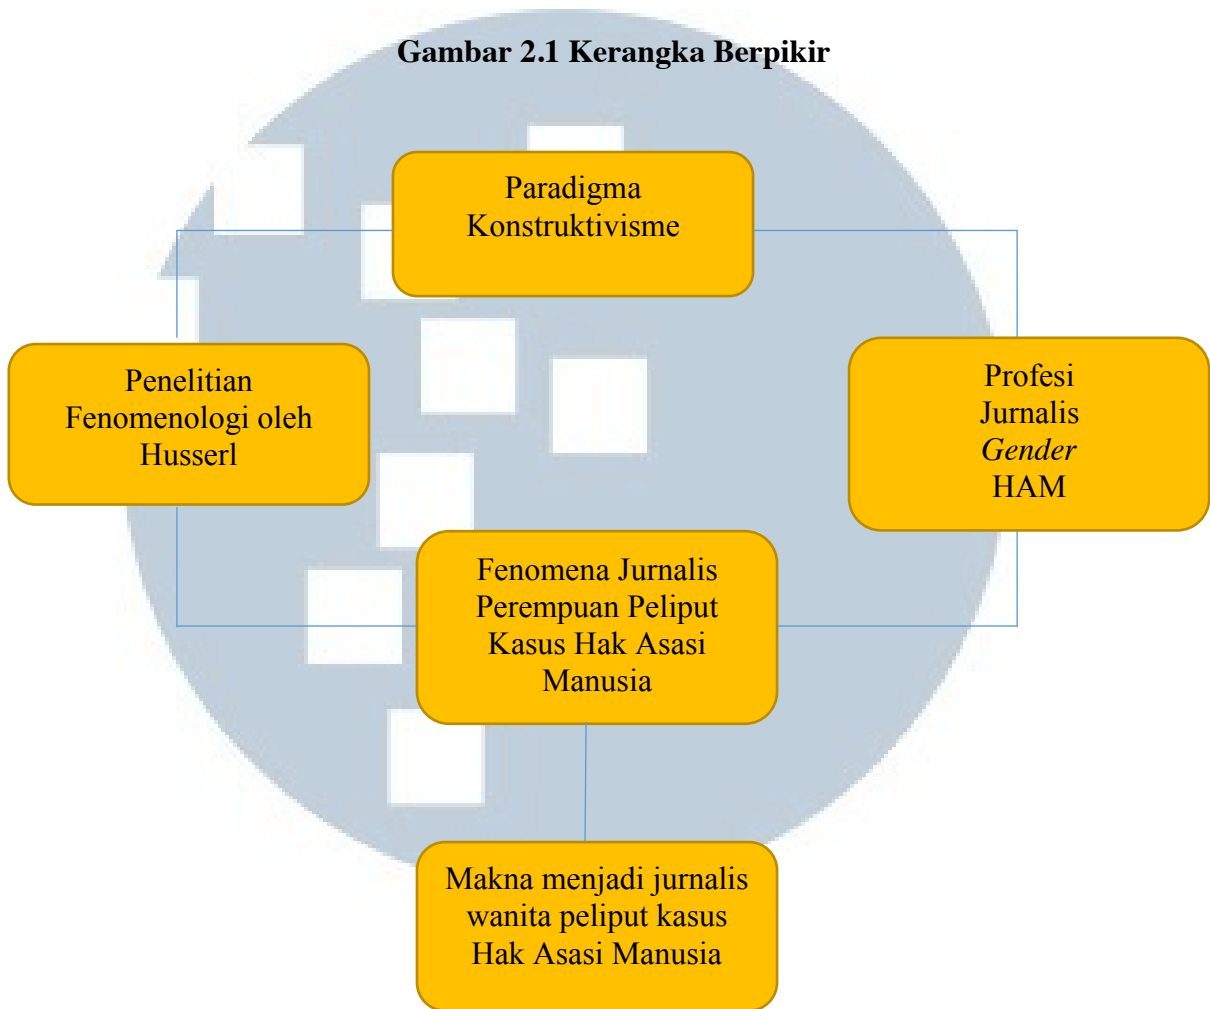 Gambar 2.1 Kerangka Berpikir
Paradigma
Konstruktivisme
Penelitian
Fenomenologi oleh
Husserl
Profesi
Jurnalis
Gender
HAM
Fenomena Jurnalis
Perempuan Peliput
Kasus Hak Asasi
Manusia
Makna menjadi jurnalis
wanita peliput kasus
Hak Asasi Manusia